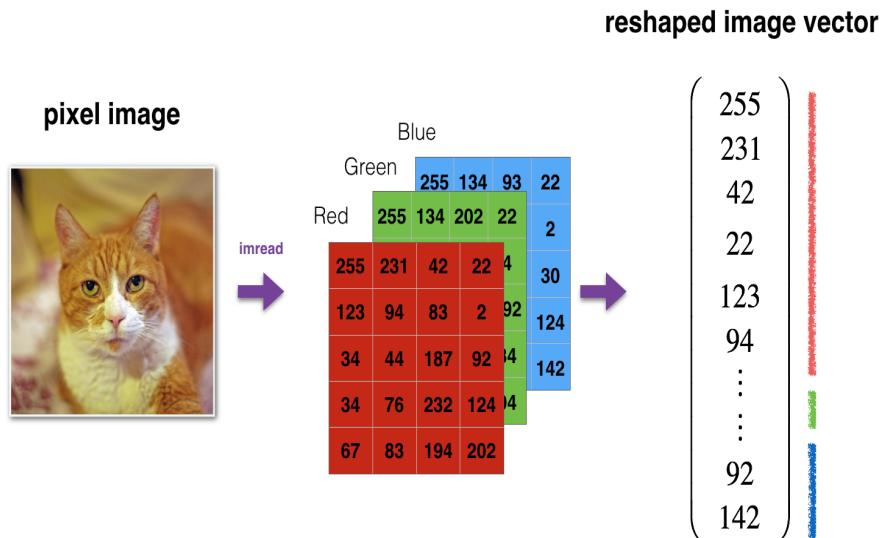 reshaped image vector
pixel image
imread
Blue
255 134 93 22
2
30
124
142
Green
255 134 202 22
Red
255 231 42 22
123 94 83 2
34 44 187 92
34 76 232 124
67 83 194 202
255
231
42
22
123
94
⋮
⋮
92
142